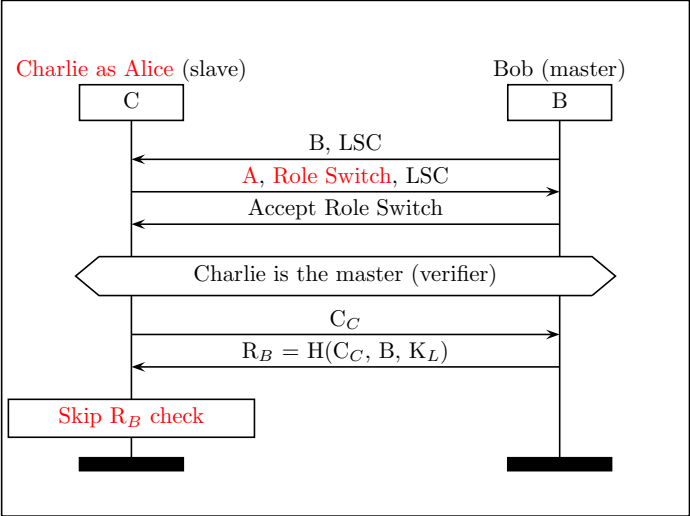 Charlie as Alice (slave)
Bob (master)
C
B
B, LSC
A, Role Switch, LSC
Accept Role Switch
Charlie is the master (verifier)
C_C
R_B = H(C_C, B, K_L)
Skip R_B check